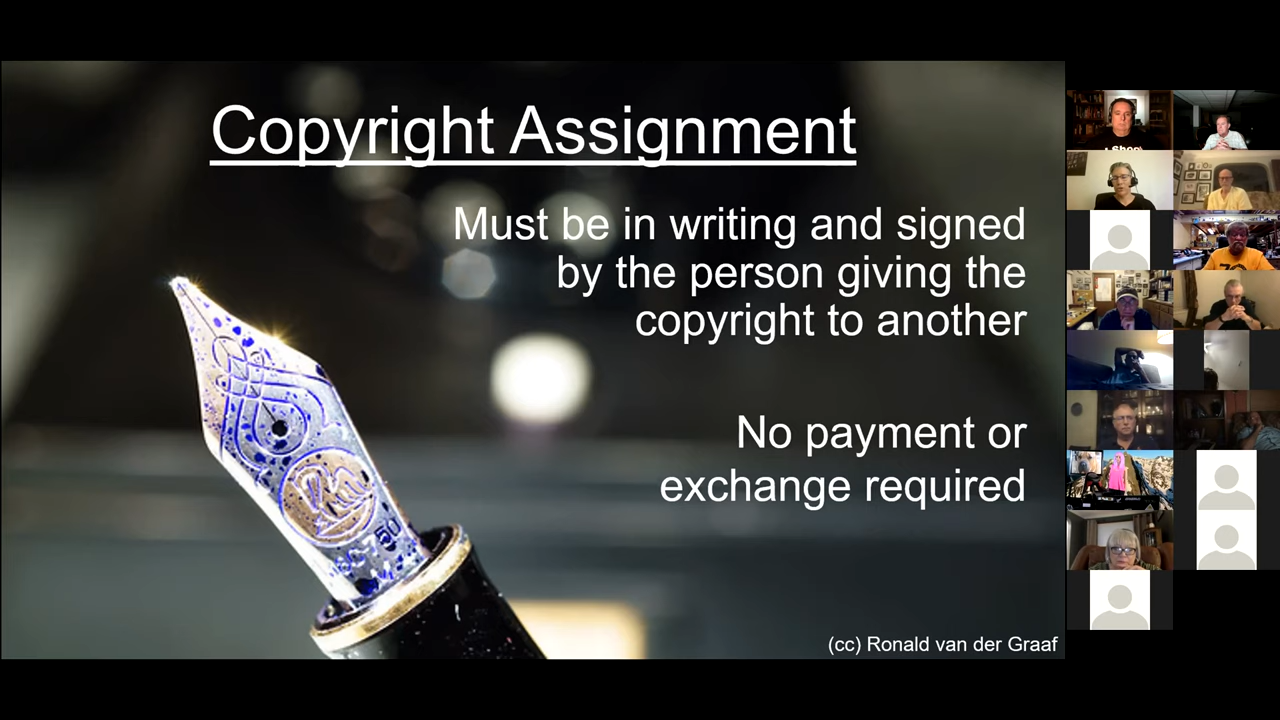 Copyright Assignment
Must be in writing and signed
by the person giving the
copyright to another
No payment or
exchange required
(cc) Ronald van der Graaf